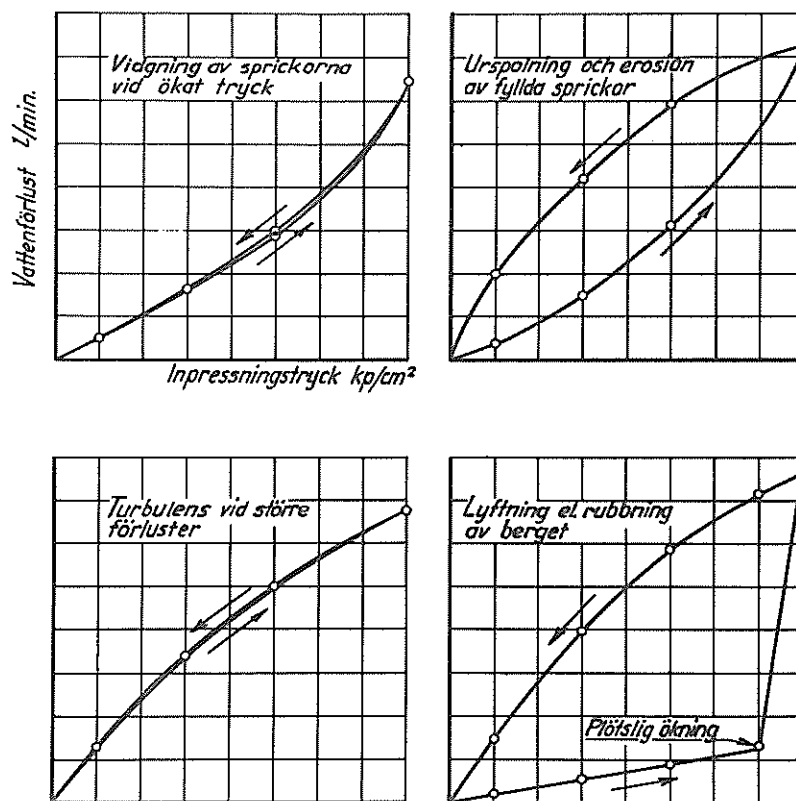 Vidgning av sprickorna
vid ökat tryck
Vattenförlust l/min.
Inpressningstryck kp/cm²
Urspolning och erosion
av fyllda sprickor
Turbulens vid större
förluster
Lyftning el. rubbning
av berget
Plötslig ökning